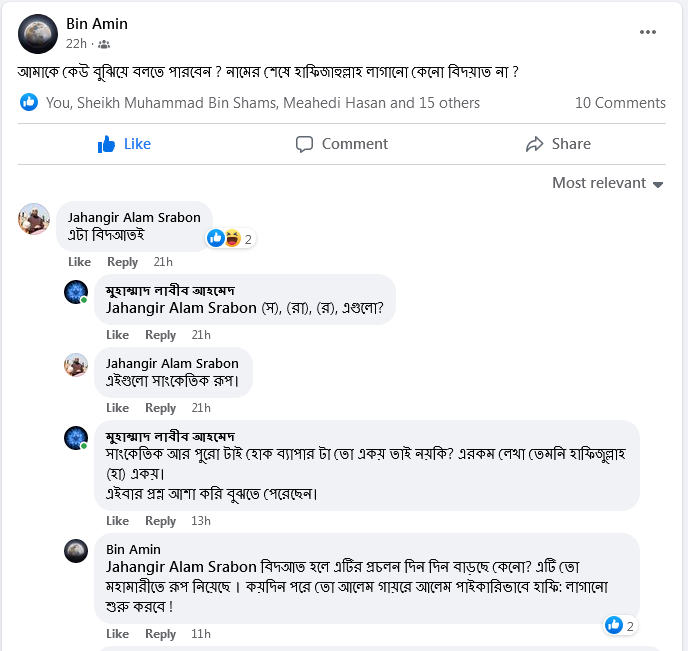 Bin Amin
22h ·
আমাকে কেউ বুঝিয়ে বলতে পারবেন ? নামের শেষে হাফিজাহুল্লাহ লাগানো কেনো বিদয়াত না ?
You, Sheikh Muhammad Bin Shams, Meahedi Hasan and 15 others 10 Comments
Like Comment Share
Most relevant
Jahangir Alam Srabon
এটা বিদআতই
2
Like Reply 21h
মুহাম্মাদ লাবীব আহমেদ
Jahangir Alam Srabon (স), (রা), (র), এগুলো?
Like Reply 21h
Jahangir Alam Srabon
এইগুলো সাংকেতিক রূপ।
Like Reply 21h
মুহাম্মাদ লাবীব আহমেদ
সাংকেতিক আর পুরো টাই হোক ব্যাপার টা তো একয় তাই নয়কি? এরকম লেখা তেমনি হাফিজুল্লাহ
(হা) একয়।
এইবার প্রশ্ন আশা করি বুঝতে পেরেছেন।
Like Reply 13h
Bin Amin
Jahangir Alam Srabon বিদআত হলে এটির প্রচলন দিন দিন বাড়ছে কেনো? এটি তো
মহামারীতে রূপ নিয়েছে । কয়দিন পরে তো আলেম গায়রে আলেম পাইকারিভাবে হাফি: লাগানো
শুরু করবে !
2
Like Reply 11h